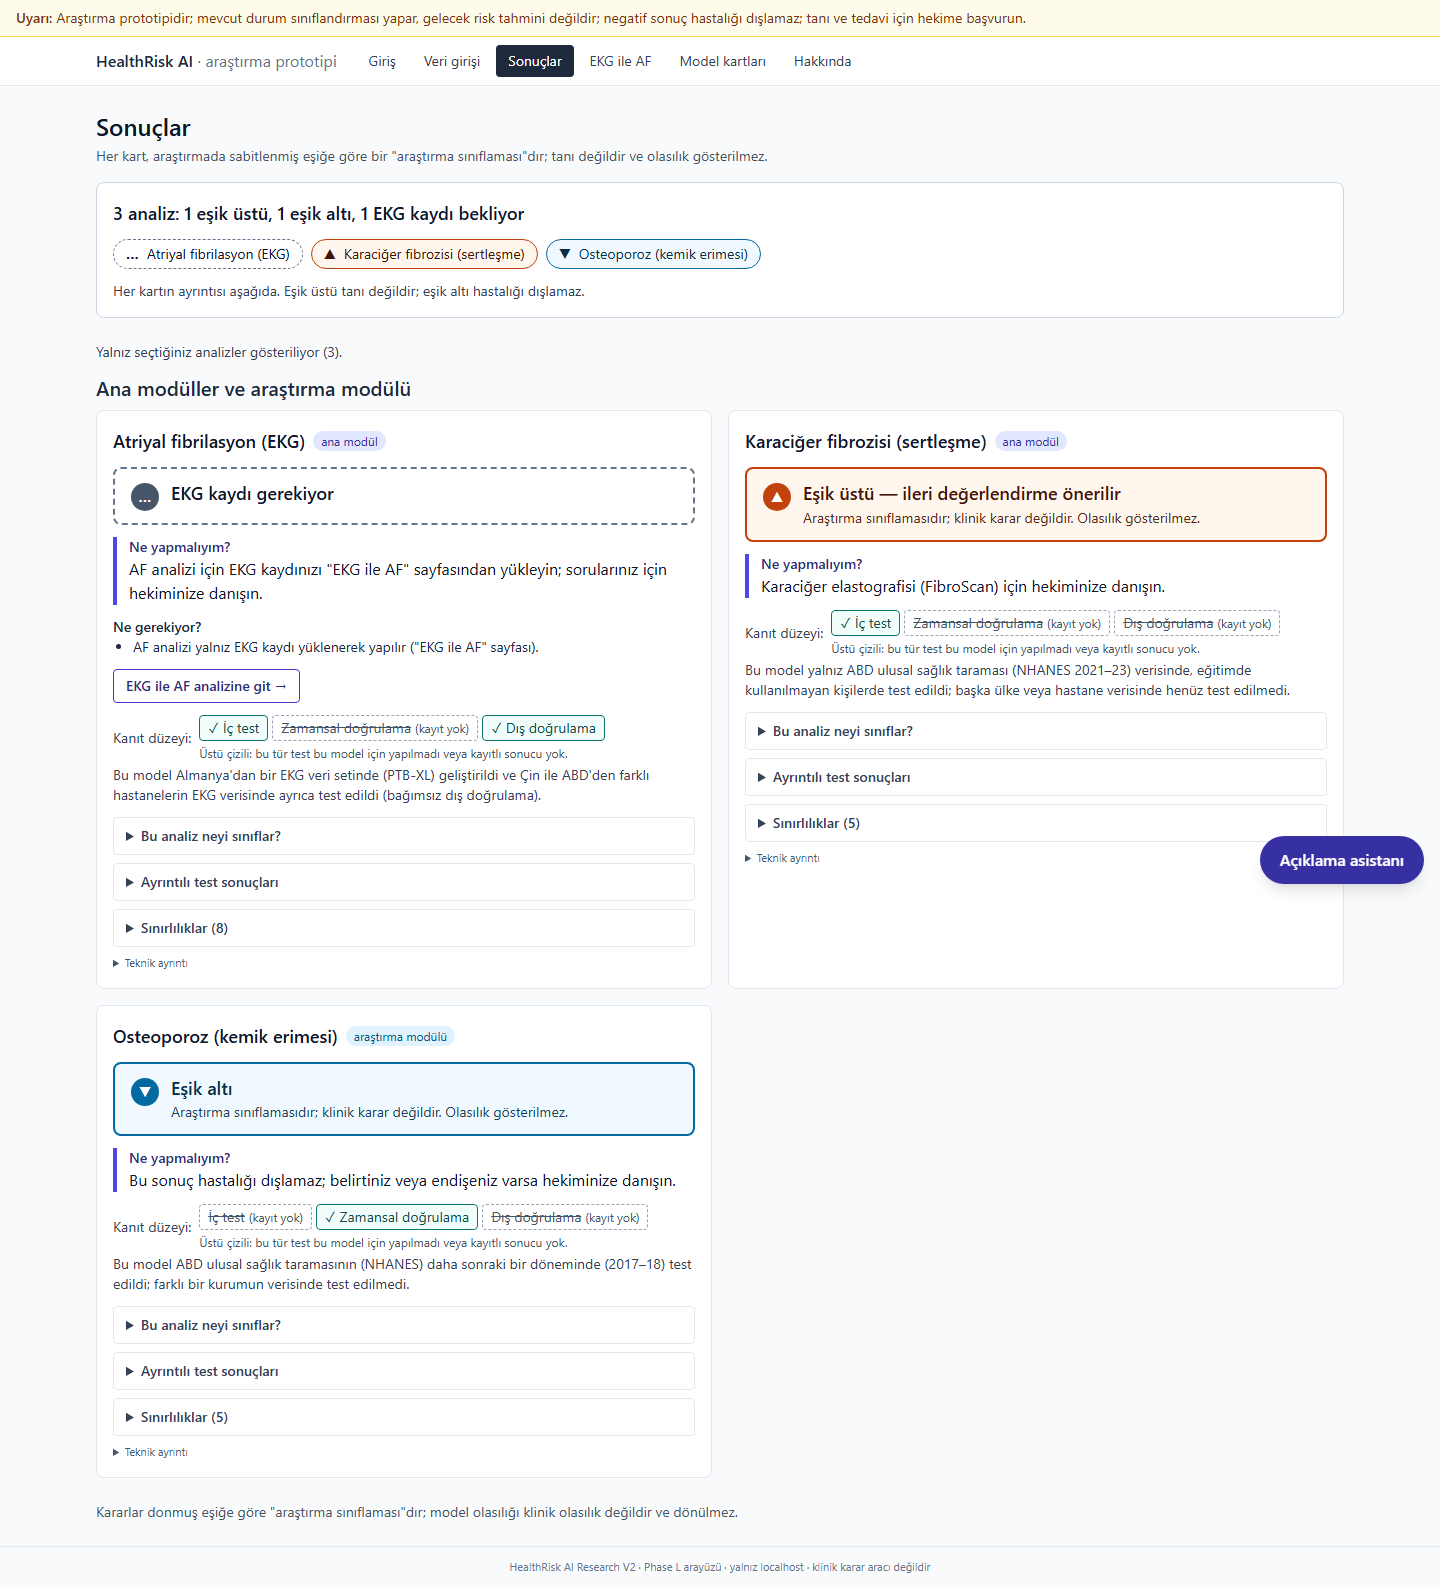 Uyarı: Araştırma prototipidir; mevcut durum sınıflandırması yapar, gelecek risk tahmini değildir; negatif sonuç hastalığı dışlamaz; tanı ve tedavi için hekime başvurun.
HealthRisk AI · araştırma prototipi
Giriş
Veri girişi
Sonuçlar
EKG ile AF
Model kartları
Hakkında
Sonuçlar
Her kart, araştırmada sabitlenmiş eşiğe göre bir "araştırma sınıflaması"dır; tanı değildir ve olasılık gösterilmez.
3 analiz: 1 eşik üstü, 1 eşik altı, 1 EKG kaydı bekliyor
… Atriyal fibrilasyon (EKG)
▲ Karaciğer fibrozisi (sertleşme)
▼ Osteoporoz (kemik erimesi)
Her kartın ayrıntısı aşağıda. Eşik üstü tanı değildir; eşik altı hastalığı dışlamaz.
Yalnız seçtiğiniz analizler gösteriliyor (3).
Ana modüller ve araştırma modülü
Atriyal fibrilasyon (EKG) ana modül
… EKG kaydı gerekiyor
Ne yapmalıyım?
AF analizi için EKG kaydınızı "EKG ile AF" sayfasından yükleyin; sorularınız için
hekiminize danışın.
Ne gerekiyor?
• AF analizi yalnız EKG kaydı yüklenerek yapılır ("EKG ile AF" sayfası).
EKG ile AF analizine git →
Kanıt düzeyi: ✓ İç test Zamansal doğrulama (kayıt yok) ✓ Dış doğrulama
Üstü çizili: bu tür test bu model için yapılmadı veya kayıtlı sonucu yok.
Bu model Almanya'dan bir EKG veri setinde (PTB-XL) geliştirildi ve Çin ile ABD'den farklı
hastanelerin EKG verisinde ayrıca test edildi (bağımsız dış doğrulama).
▶ Bu analiz neyi sınıflar?
▶ Ayrıntılı test sonuçları
▶ Sınırlılıklar (8)
▶ Teknik ayrıntı
Karaciğer fibrozisi (sertleşme) ana modül
▲ Eşik üstü — ileri değerlendirme önerilir
Araştırma sınıflamasıdır; klinik karar değildir. Olasılık gösterilmez.
Ne yapmalıyım?
Karaciğer elastografisi (FibroScan) için hekiminize danışın.
Kanıt düzeyi: ✓ İç test Zamansal doğrulama (kayıt yok) Dış doğrulama (kayıt yok)
Üstü çizili: bu tür test bu model için yapılmadı veya kayıtlı sonucu yok.
Bu model yalnız ABD ulusal sağlık taraması (NHANES 2021–23) verisinde, eğitimde
kullanılmayan kişilerde test edildi; başka ülke veya hastane verisinde henüz test edilmedi.
▶ Bu analiz neyi sınıflar?
▶ Ayrıntılı test sonuçları
▶ Sınırlılıklar (5)
▶ Teknik ayrıntı
Açıklama asistanı
Osteoporoz (kemik erimesi) araştırma modülü
▼ Eşik altı
Araştırma sınıflamasıdır; klinik karar değildir. Olasılık gösterilmez.
Ne yapmalıyım?
Bu sonuç hastalığı dışlamaz; belirtiniz veya endişeniz varsa hekiminize danışın.
Kanıt düzeyi: İç test (kayıt yok) ✓ Zamansal doğrulama Dış doğrulama (kayıt yok)
Üstü çizili: bu tür test bu model için yapılmadı veya kayıtlı sonucu yok.
Bu model ABD ulusal sağlık taramasının (NHANES) daha sonraki bir döneminde (2017–18) test
edildi; farklı bir kurumun verisinde test edilmedi.
▶ Bu analiz neyi sınıflar?
▶ Ayrıntılı test sonuçları
▶ Sınırlılıklar (5)
▶ Teknik ayrıntı
Kararlar donmuş eşiğe göre "araştırma sınıflaması"dır; model olasılığı klinik olasılık değildir ve dönülmez.
HealthRisk AI Research V2 · Phase L arayüzü · yalnız localhost · klinik karar aracı değildir